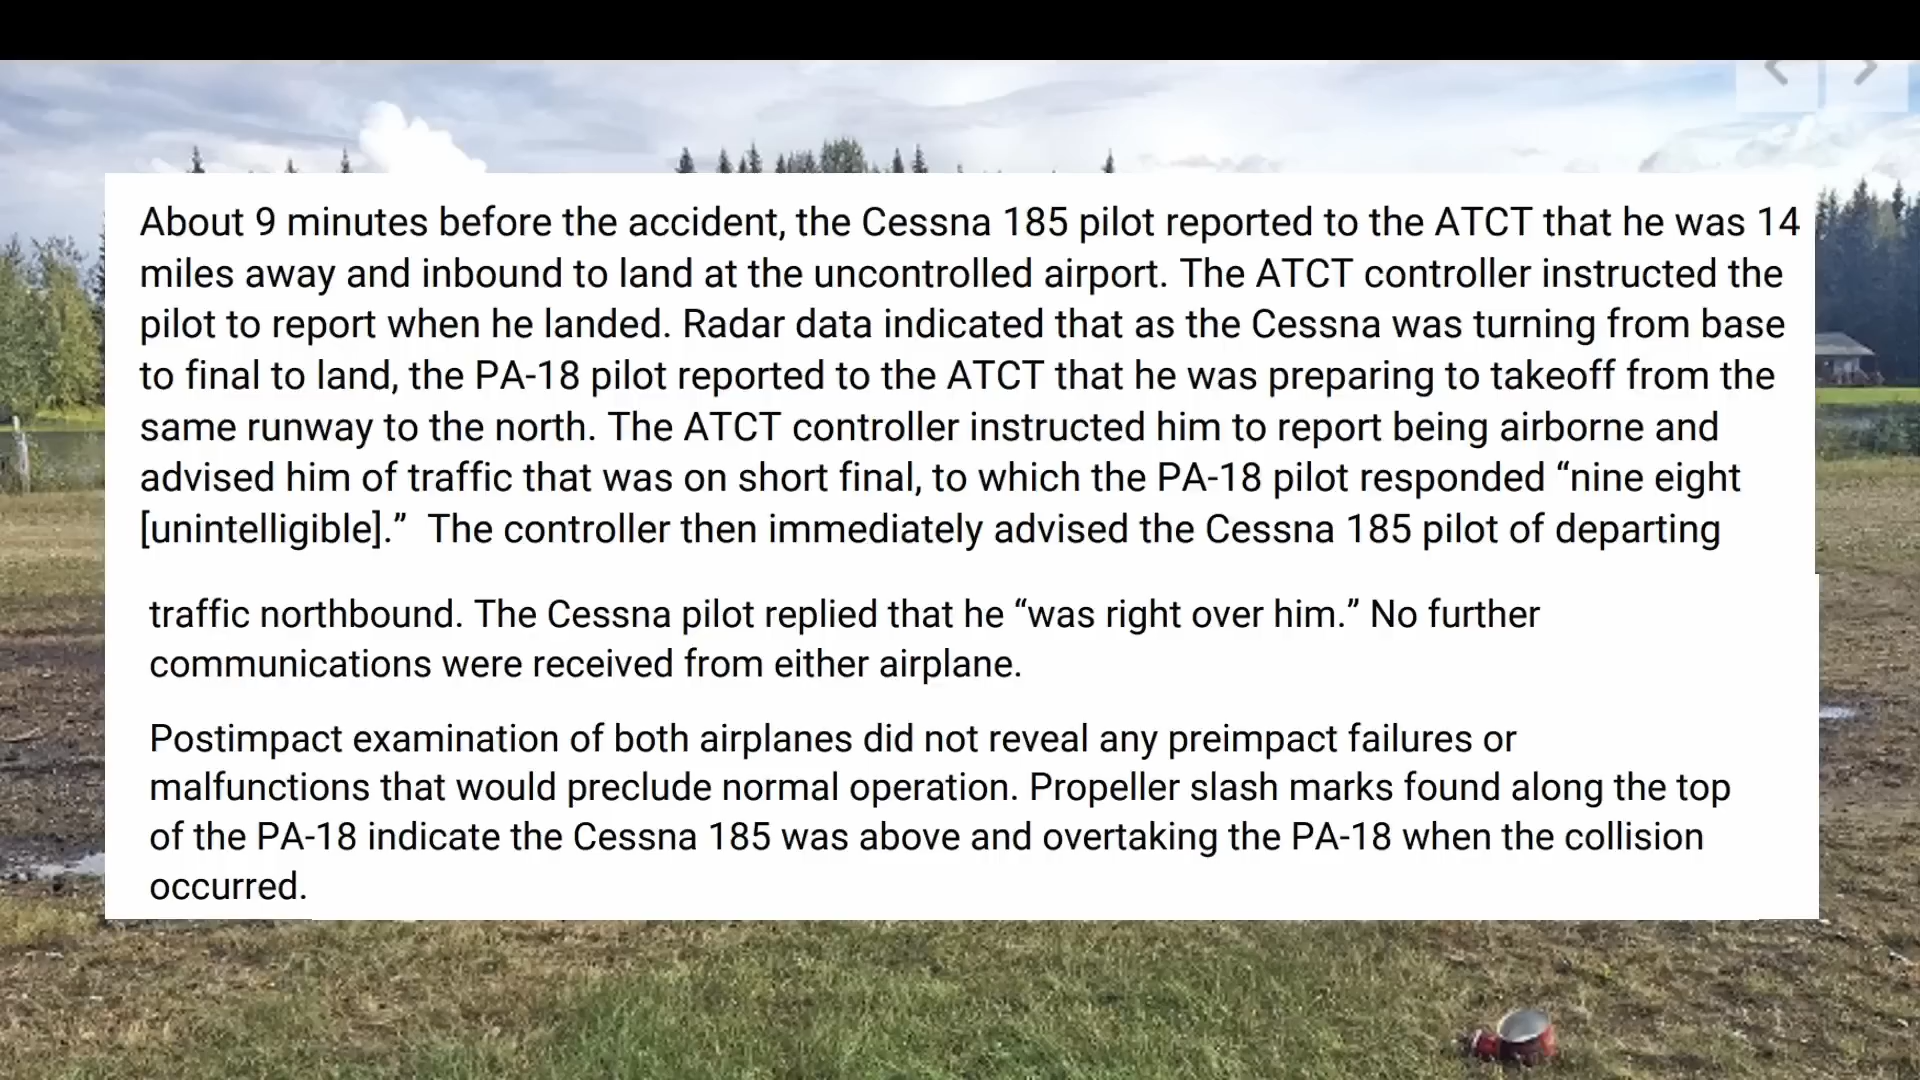 About 9 minutes before the accident, the Cessna 185 pilot reported to the ATCT that he was 14
miles away and inbound to land at the uncontrolled airport. The ATCT controller instructed the
pilot to report when he landed. Radar data indicated that as the Cessna was turning from base
to final to land, the PA-18 pilot reported to the ATCT that he was preparing to takeoff from the
same runway to the north. The ATCT controller instructed him to report being airborne and
advised him of traffic that was on short final, to which the PA-18 pilot responded “nine eight
[unintelligible].”  The controller then immediately advised the Cessna 185 pilot of departing
traffic northbound. The Cessna pilot replied that he “was right over him.” No further
communications were received from either airplane.
Postimpact examination of both airplanes did not reveal any preimpact failures or
malfunctions that would preclude normal operation. Propeller slash marks found along the top
of the PA-18 indicate the Cessna 185 was above and overtaking the PA-18 when the collision
occurred.